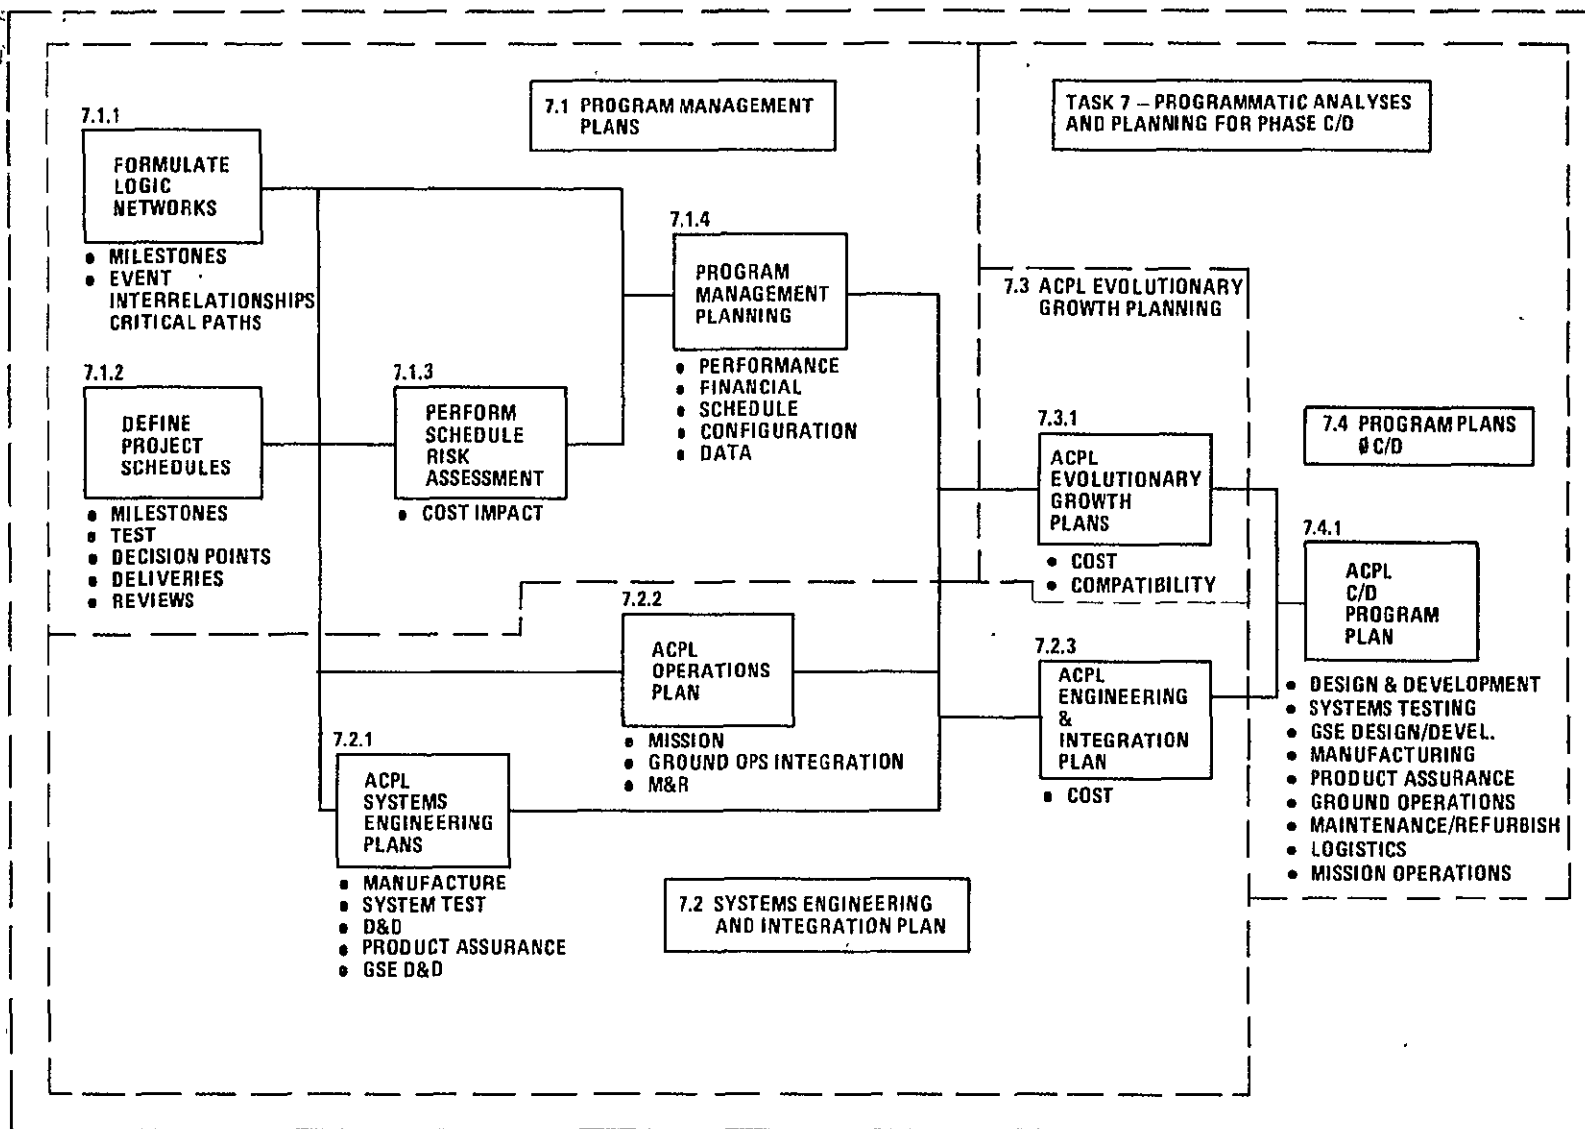 7.1 PROGRAM MANAGEMENT
PLANS
TASK 7 – PROGRAMMATIC ANALYSES
AND PLANNING FOR PHASE C/D
7.1.1
FORMULATE
LOGIC
NETWORKS
● MILESTONES
● EVENT
INTERRELATIONSHIPS
CRITICAL PATHS
7.1.2
DEFINE
PROJECT
SCHEDULES
● MILESTONES
● TEST
● DECISION POINTS
● DELIVERIES
● REVIEWS
7.1.3
PERFORM
SCHEDULE
RISK
ASSESSMENT
● COST IMPACT
7.1.4
PROGRAM
MANAGEMENT
PLANNING
● PERFORMANCE
● FINANCIAL
● SCHEDULE
● CONFIGURATION
● DATA
7.3 ACPL EVOLUTIONARY
GROWTH PLANNING
7.3.1
ACPL
EVOLUTIONARY
GROWTH
PLANS
● COST
● COMPATIBILITY
7.4 PROGRAM PLANS
Ø C/D
7.4.1
ACPL
C/D
PROGRAM
PLAN
● DESIGN & DEVELOPMENT
● SYSTEMS TESTING
● GSE DESIGN/DEVEL.
● MANUFACTURING
● PRODUCT ASSURANCE
● GROUND OPERATIONS
● MAINTENANCE/REFURBISH
● LOGISTICS
● MISSION OPERATIONS
7.2.2
ACPL
OPERATIONS
PLAN
● MISSION
● GROUND OPS INTEGRATION
● M&R
7.2.3
ACPL
ENGINEERING
&
INTEGRATION
PLAN
● COST
7.2.1
ACPL
SYSTEMS
ENGINEERING
PLANS
● MANUFACTURE
● SYSTEM TEST
● D&D
● PRODUCT ASSURANCE
● GSE D&D
7.2 SYSTEMS ENGINEERING
AND INTEGRATION PLAN